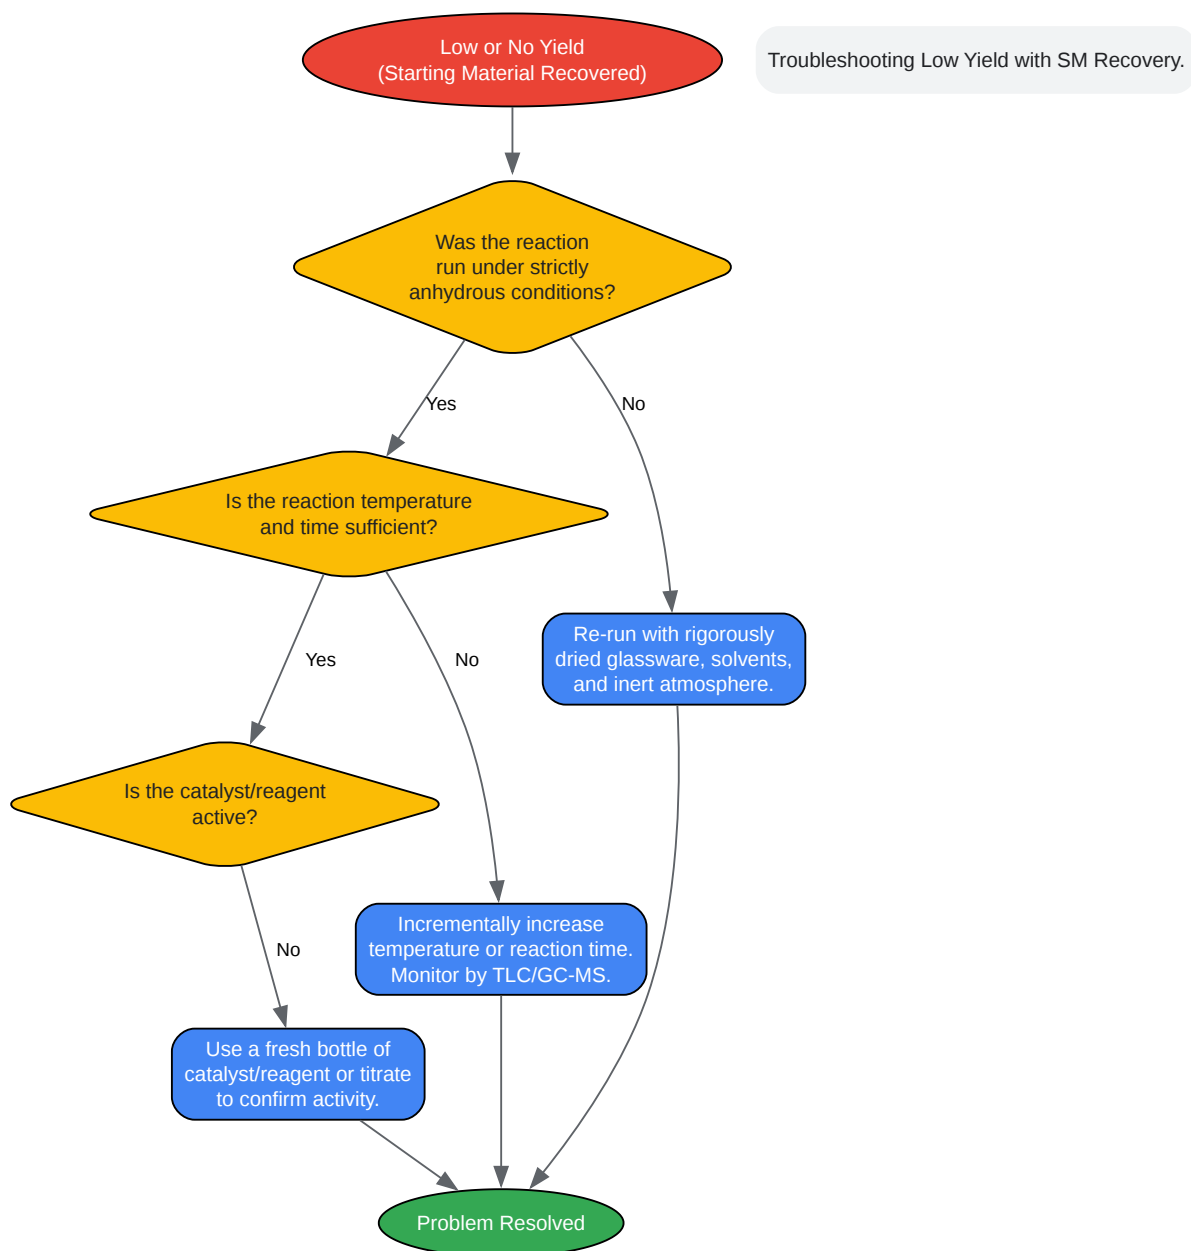 Low or No Yield
(Starting Material Recovered)
Troubleshooting Low Yield with SM Recovery.
Was the reaction
run under strictly
anhydrous conditions?
Yes
No
Is the reaction temperature
and time sufficient?
Re-run with rigorously
dried glassware, solvents,
and inert atmosphere.
Yes
No
Is the catalyst/reagent
active?
Incrementally increase
temperature or reaction time.
Monitor by TLC/GC-MS.
No
Use a fresh bottle of
catalyst/reagent or titrate
to confirm activity.
Problem Resolved